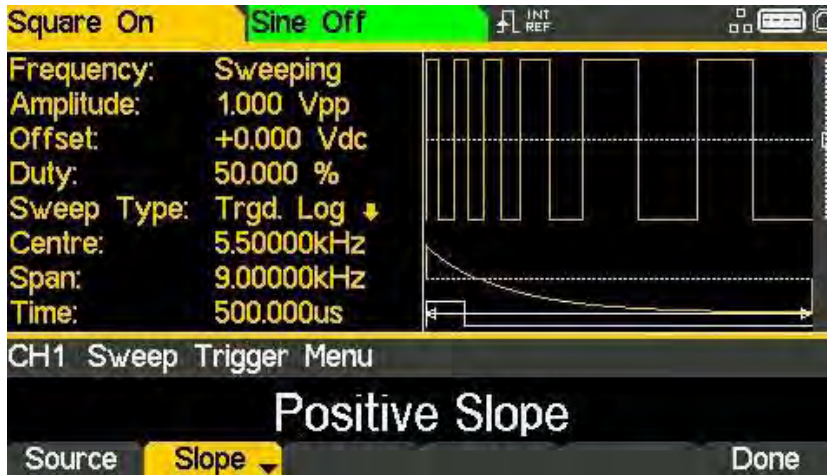 Square On Sine Off INT REF
Frequency: Sweeping
Amplitude: 1.000 Vpp
Offset: +0.000 Vdc
Duty: 50.000 %
Sweep Type: Trgd. Log
Centre: 5.50000kHz
Span: 9.00000kHz
Time: 500.000us
CH1 Sweep Trigger Menu
Positive Slope
Source Slope Done